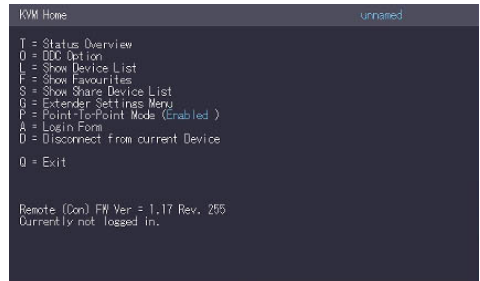 KVM Home unnamed
T = Status Overview
O = DDC Option
L = Show Device List
F = Show Favourites
S = Show Share Device List
G = Extender Settings Menu
P = Point-To-Point Mode (Enabled )
A = Login Form
D = Disconnect from current Device
Q = Exit
Remote (Con) FW Ver = 1.17 Rev. 255
Currently not logged in.